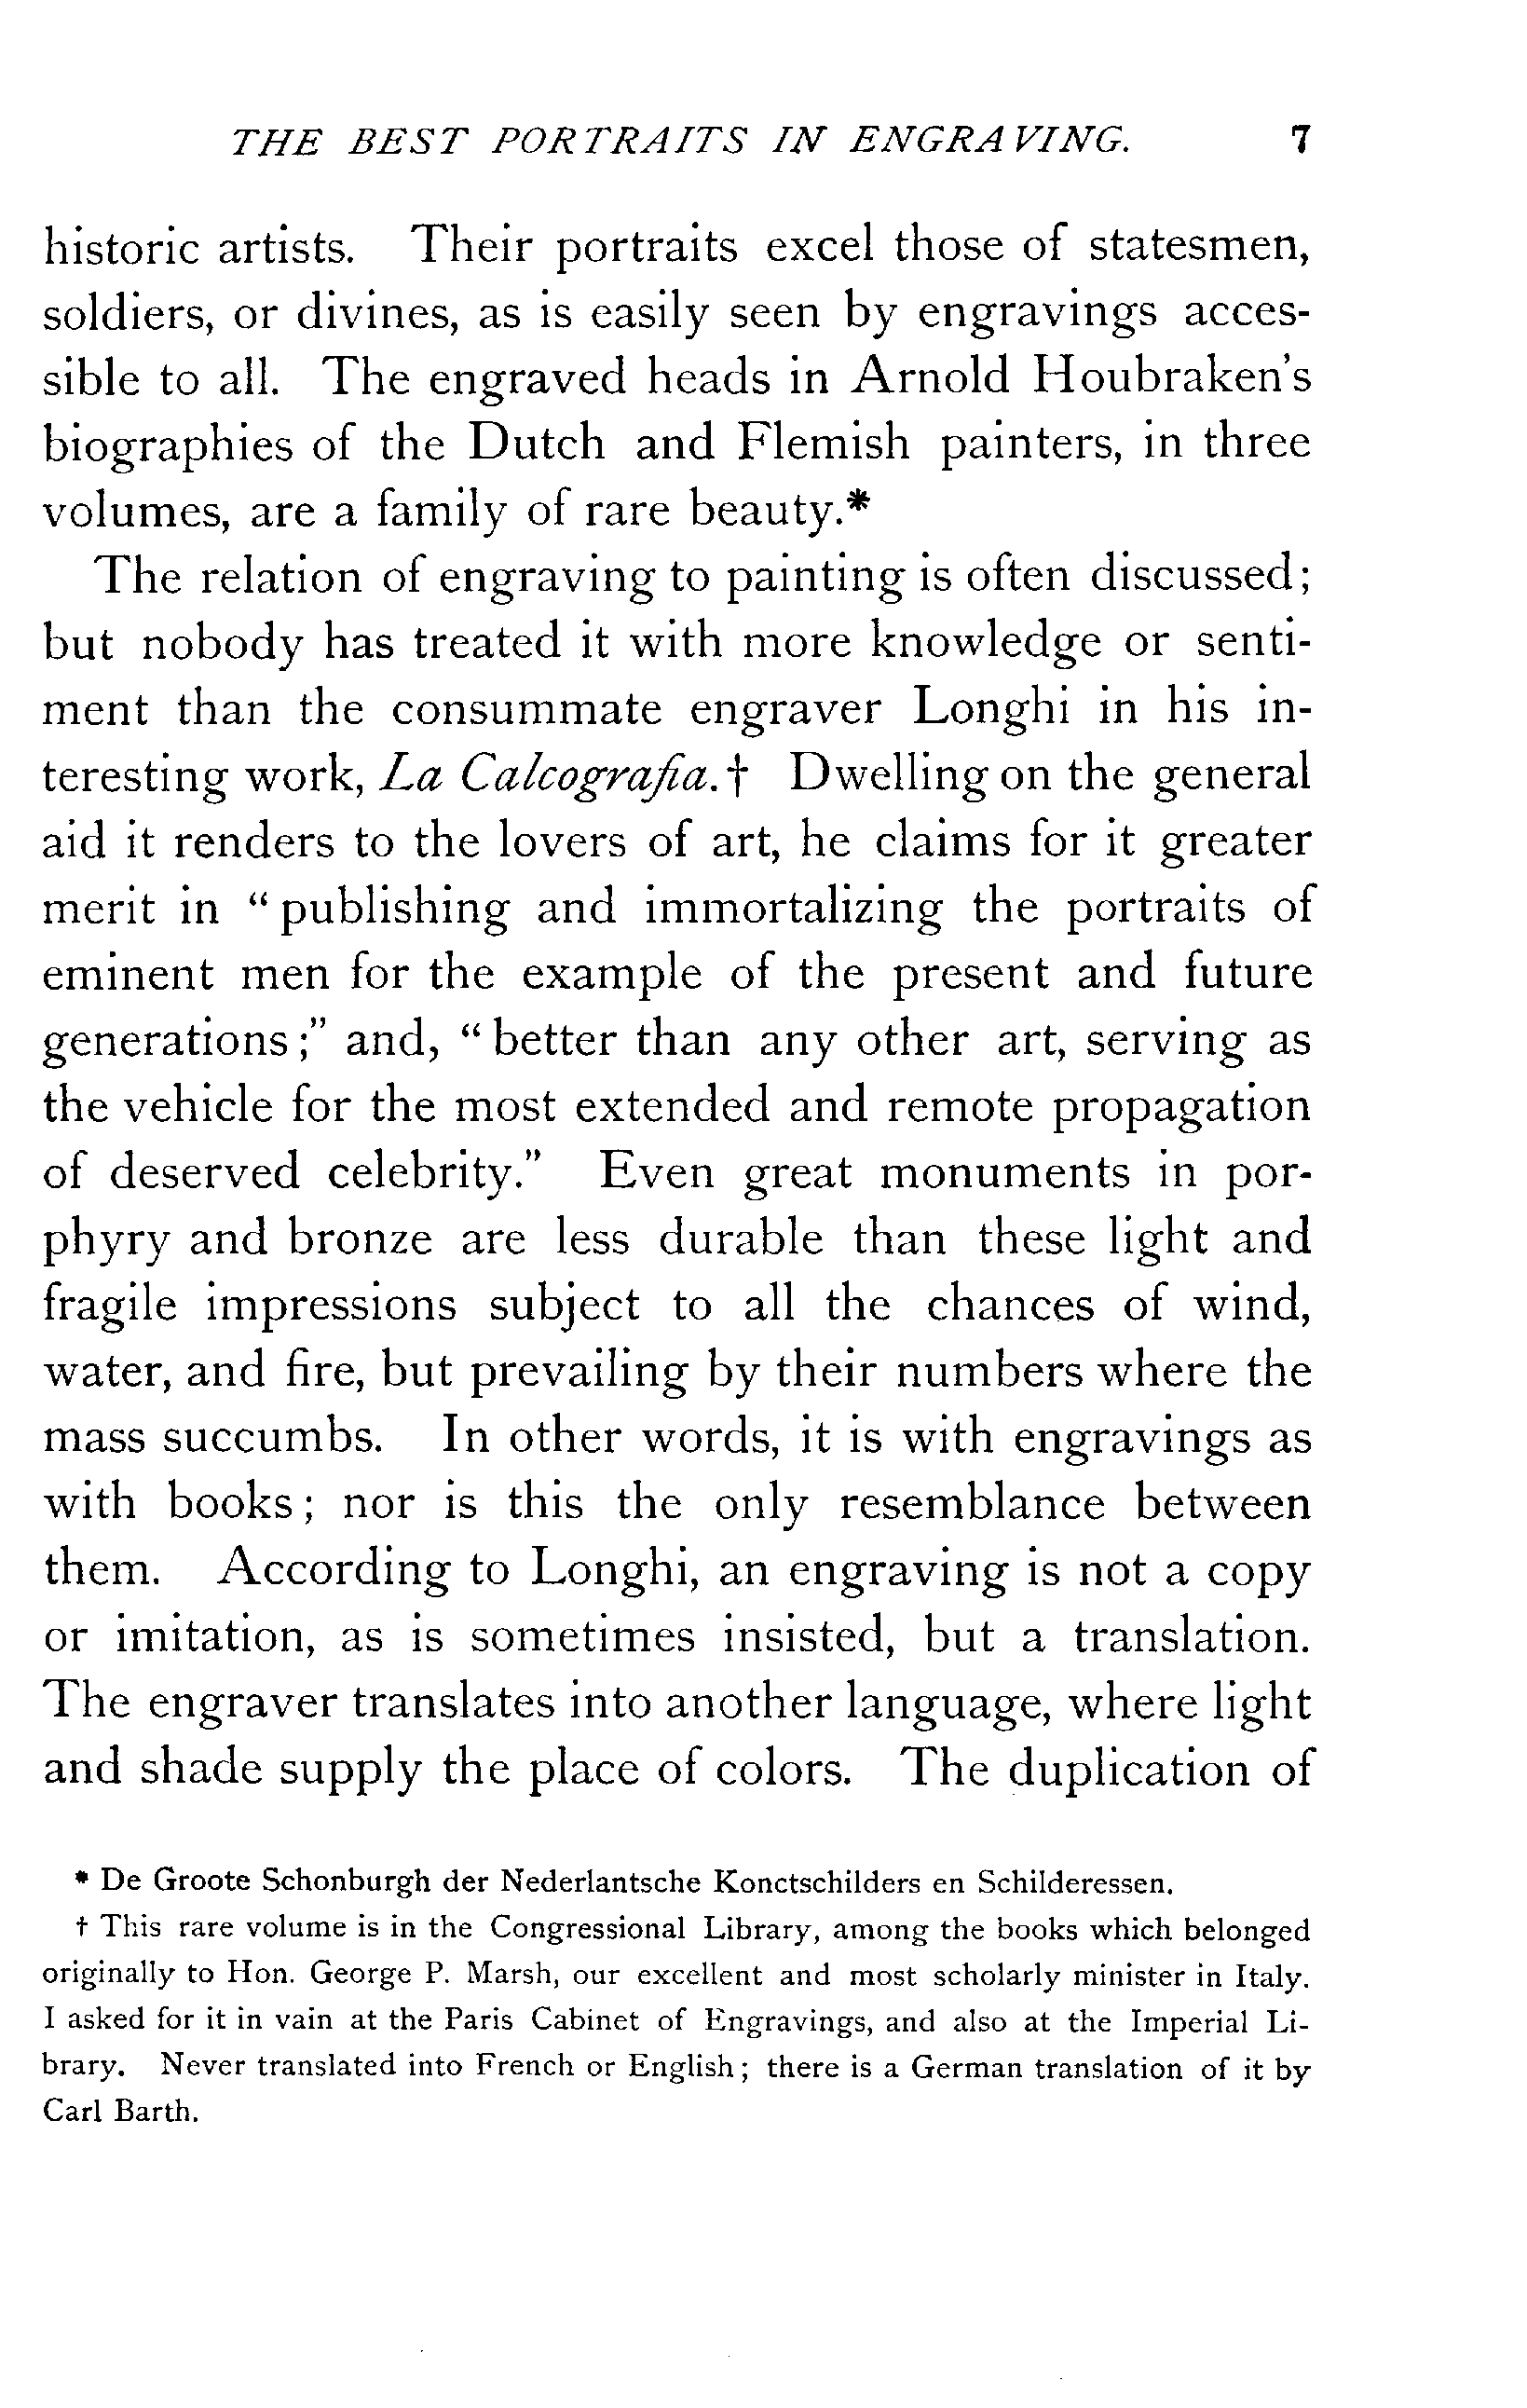 THE BEST PORTRAITS IN ENGRAVING. 7
historic artists. Their portraits excel those of statesmen,
soldiers, or divines, as is easily seen by engravings acces-
sible to all. The engraved heads in Arnold Houbraken's
biographies of the Dutch and Flemish painters, in three
volumes, are a family of rare beauty.*
The relation of engraving to painting is often discussed;
but nobody has treated it with more knowledge or senti-
ment than the consummate engraver Longhi in his in-
teresting work, La Calcografia.† Dwelling on the general
aid it renders to the lovers of art, he claims for it greater
merit in "publishing and immortalizing the portraits of
eminent men for the example of the present and future
generations;" and, "better than any other art, serving as
the vehicle for the most extended and remote propagation
of deserved celebrity." Even great monuments in por-
phyry and bronze are less durable than these light and
fragile impressions subject to all the chances of wind,
water, and fire, but prevailing by their numbers where the
mass succumbs. In other words, it is with engravings as
with books; nor is this the only resemblance between
them. According to Longhi, an engraving is not a copy
or imitation, as is sometimes insisted, but a translation.
The engraver translates into another language, where light
and shade supply the place of colors. The duplication of
* De Groote Schonburgh der Nederlantsche Konctschilders en Schilderessen.
† This rare volume is in the Congressional Library, among the books which belonged
originally to Hon. George P. Marsh, our excellent and most scholarly minister in Italy.
I asked for it in vain at the Paris Cabinet of Engravings, and also at the Imperial Li-
brary. Never translated into French or English; there is a German translation of it by
Carl Barth.